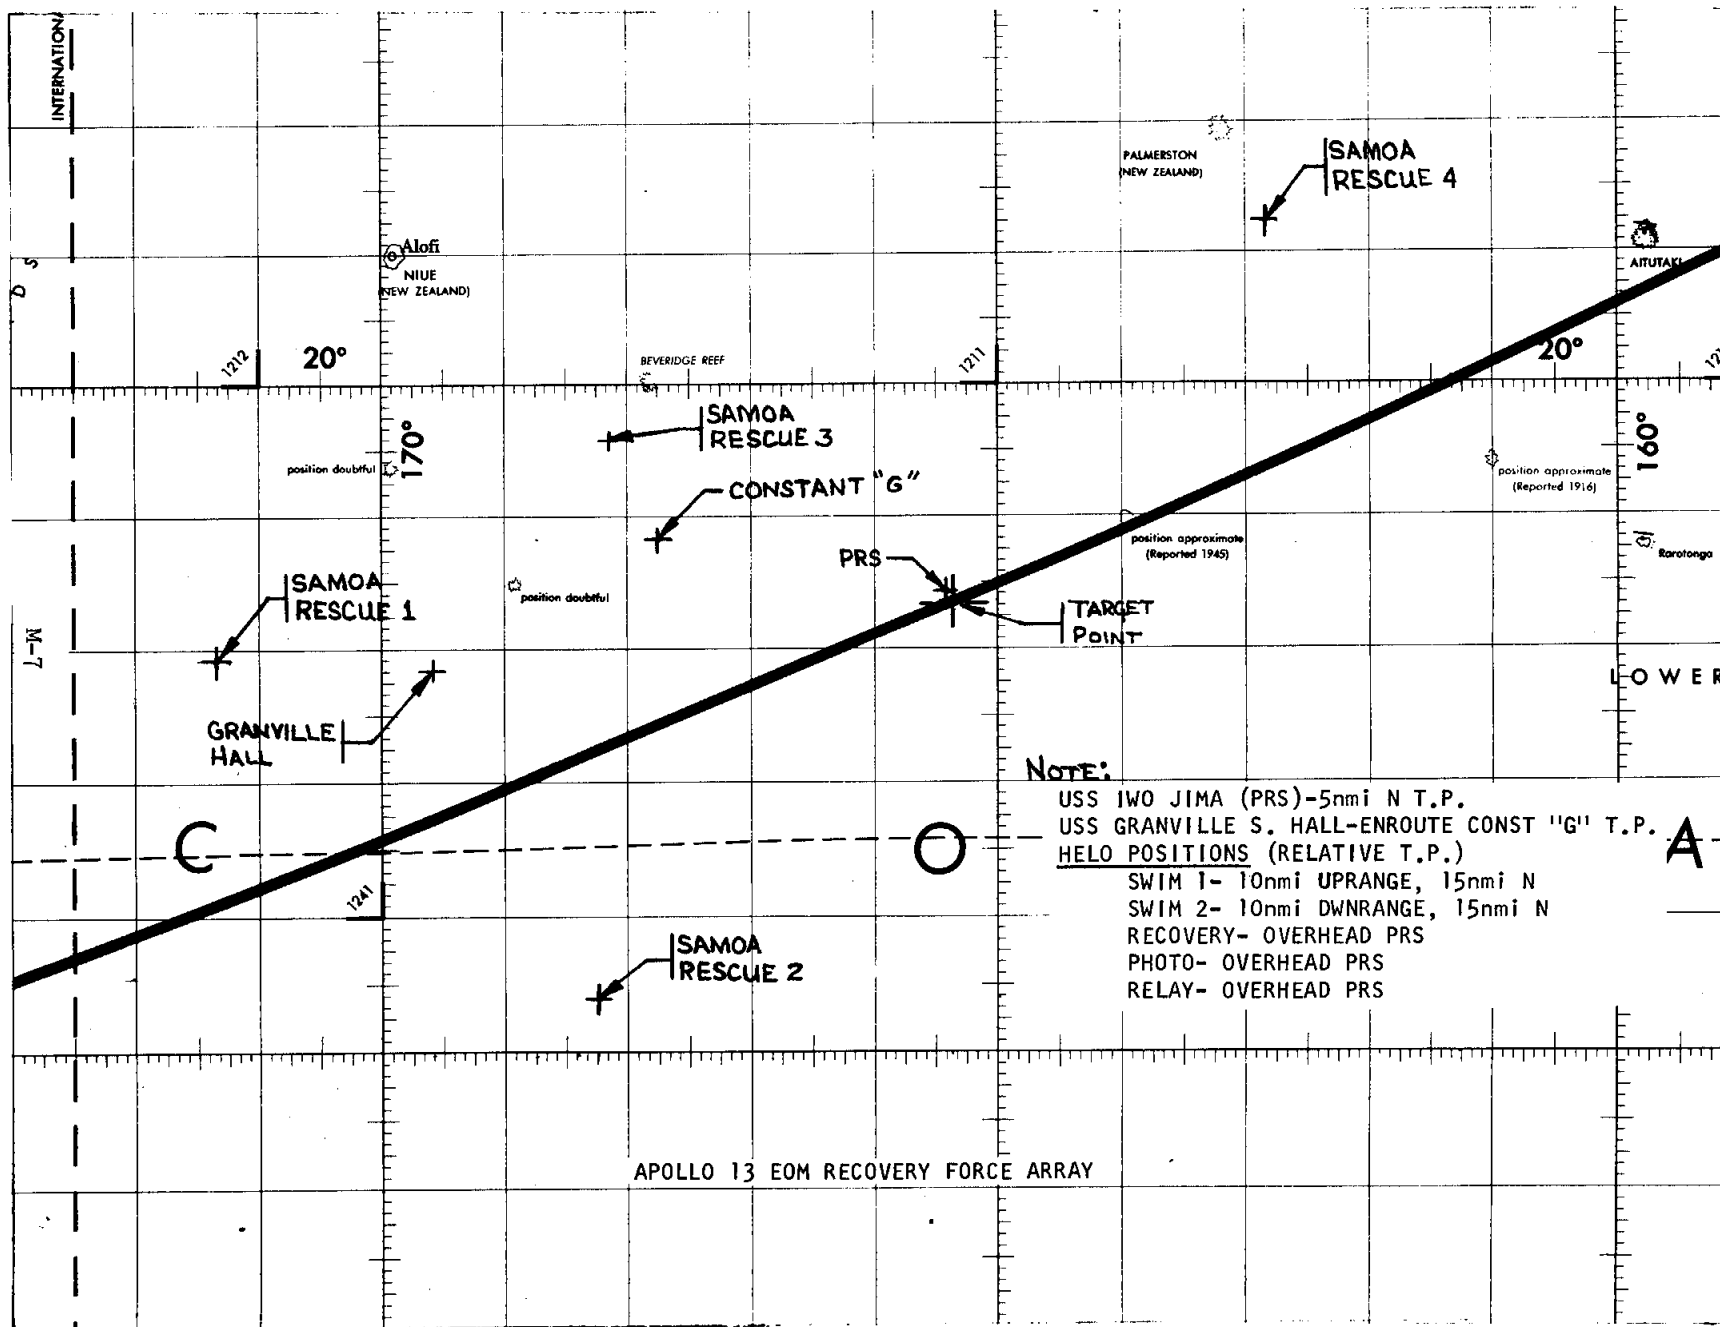 INTERNATIONA
PALMERSTON
(NEW ZEALAND)
SAMOA
RESCUE 4
Alofi
NIUE
(NEW ZEALAND)
S
D
AITUTAKI
1212
20°
BEVERIDGE REEF
1211
20°
121
SAMOA
RESCUE 3
170°
position doubtful
160°
CONSTANT "G"
position approximate
(Reported 1916)
PRS
position approximate
(Reported 1945)
Rarotonga
SAMOA
RESCUE 1
position doubtful
TARGET
POINT
M-7
LOWER
GRANVILLE
HALL
NOTE:
USS IWO JIMA (PRS)-5nmi N T.P.
USS GRANVILLE S. HALL-ENROUTE CONST "G" T.P.
HELO POSITIONS (RELATIVE T.P.)
SWIM 1- 10nmi UPRANGE, 15nmi N
SWIM 2- 10nmi DWNRANGE, 15nmi N
RECOVERY- OVERHEAD PRS
PHOTO- OVERHEAD PRS
RELAY- OVERHEAD PRS
C O A
1241
SAMOA
RESCUE 2
APOLLO 13 EOM RECOVERY FORCE ARRAY